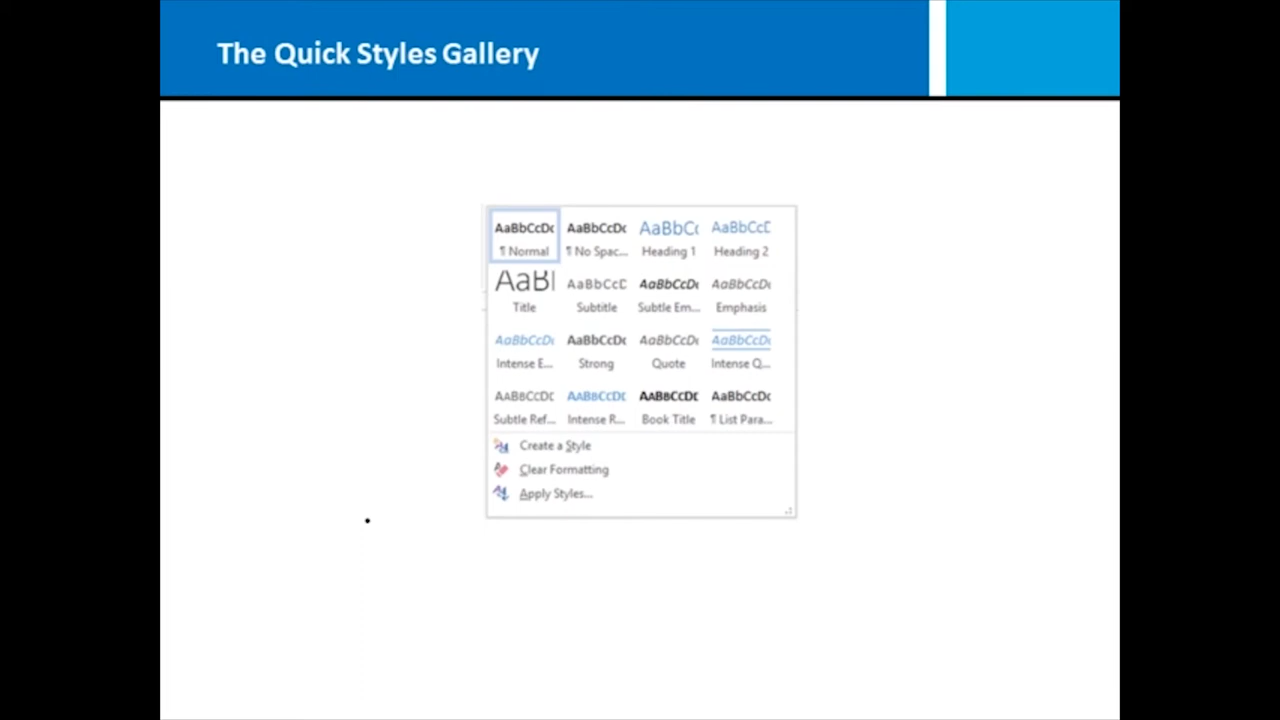 The Quick Styles Gallery
AaBbCcDc AaBbCcDc AaBbCc AaBbCcD
¶ Normal ¶ No Spac... Heading 1 Heading 2
AaBl AaBbCcD AaBbCcDc AaBbCcDc
Title Subtitle Subtle Em... Emphasis
AaBbCcDc AaBbCcDc AaBbCcDc AaBbCcDc
Intense E... Strong Quote Intense Q...
AaBbCcDc AaBbCcDc AaBbCcDc AaBbCcDc
Subtle Ref... Intense R... Book Title ¶ List Para...
Create a Style
Clear Formatting
Apply Styles...